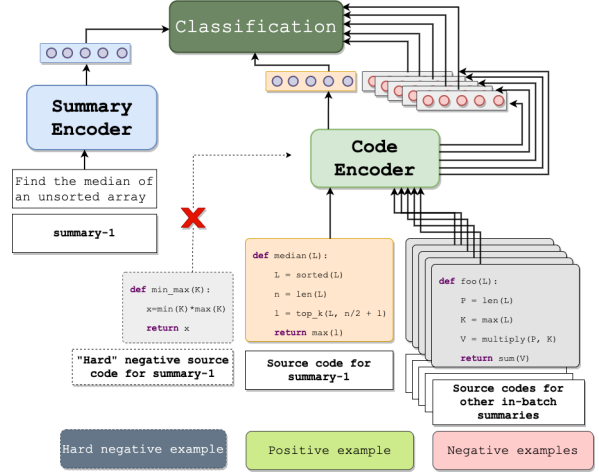 Classification
Summary
Encoder
Code
Encoder
Find the median of
an unsorted array
summary-1
def min_max(K):
x=min(K)*max(K)
return x
"Hard" negative source
code for summary-1
def median(L):
L = sorted(L)
n = len(L)
l = top_k(L, n/2 + 1)
return max(l)
Source code for
summary-1
def foo(L):
P = len(L)
K = max(L)
V = multiply(P, K)
return sum(V)
Source codes for
other in-batch
summaries
Hard negative example
Positive example
Negative examples